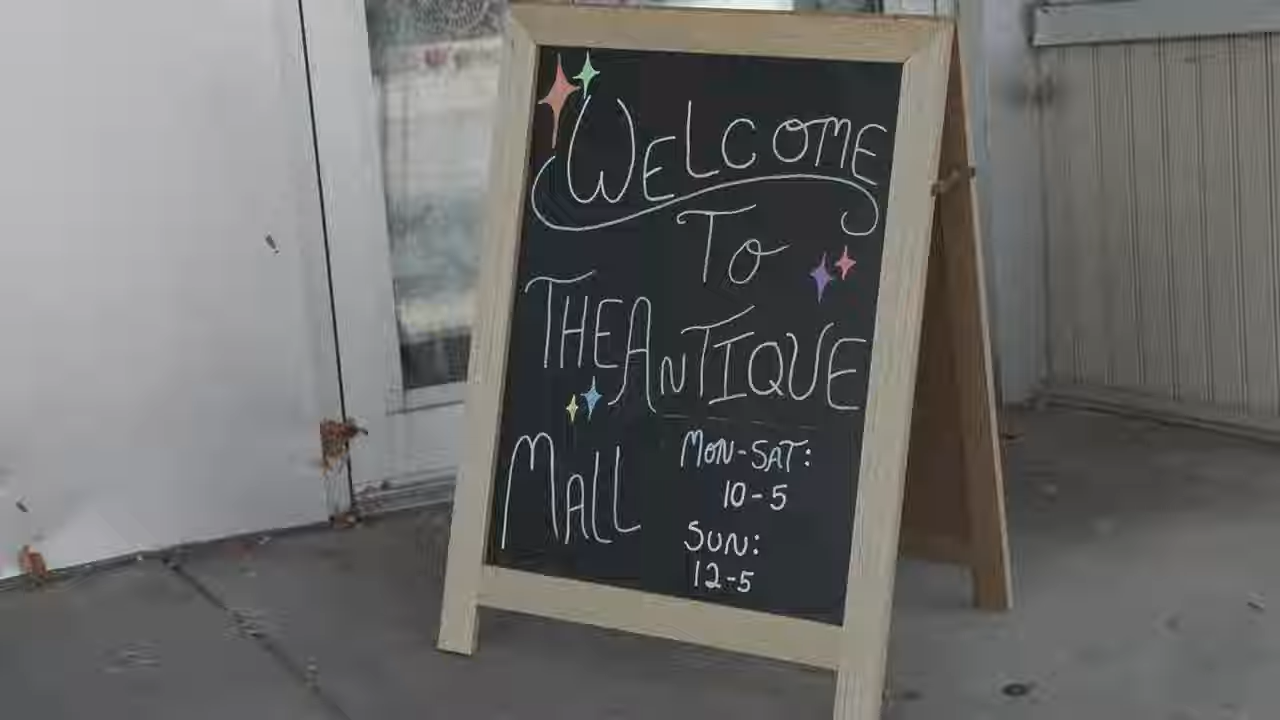 WELCOME
TO
THE ANTIQUE
MALL
MON-SAT:
10-5
SUN:
12-5